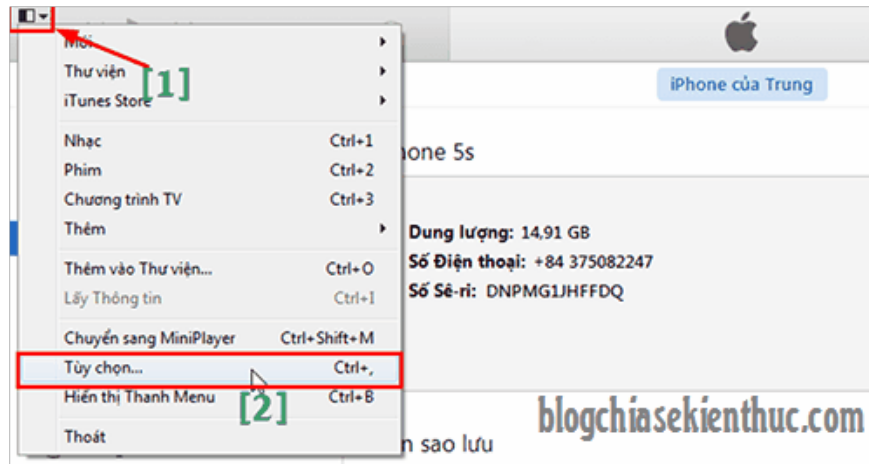 Mới
Thư viện
[1]
iTunes Store
Nhạc Ctrl+1
Phim Ctrl+2
Chương trình TV Ctrl+3
Thêm
Thêm vào Thư viện... Ctrl+O
Lấy Thông tin Ctrl+I
Chuyển sang MiniPlayer Ctrl+Shift+M
Tùy chọn... Ctrl+,
Hiển thị Thanh Menu Ctrl+B
[2]
Thoát
iPhone của Trung
hone 5s
Dung lượng: 14,91 GB
Số Điện thoại: +84 375082247
Số Sê-ri: DNPMG1JHFFDQ
blogchiasekienthuc.com
n sao lưu